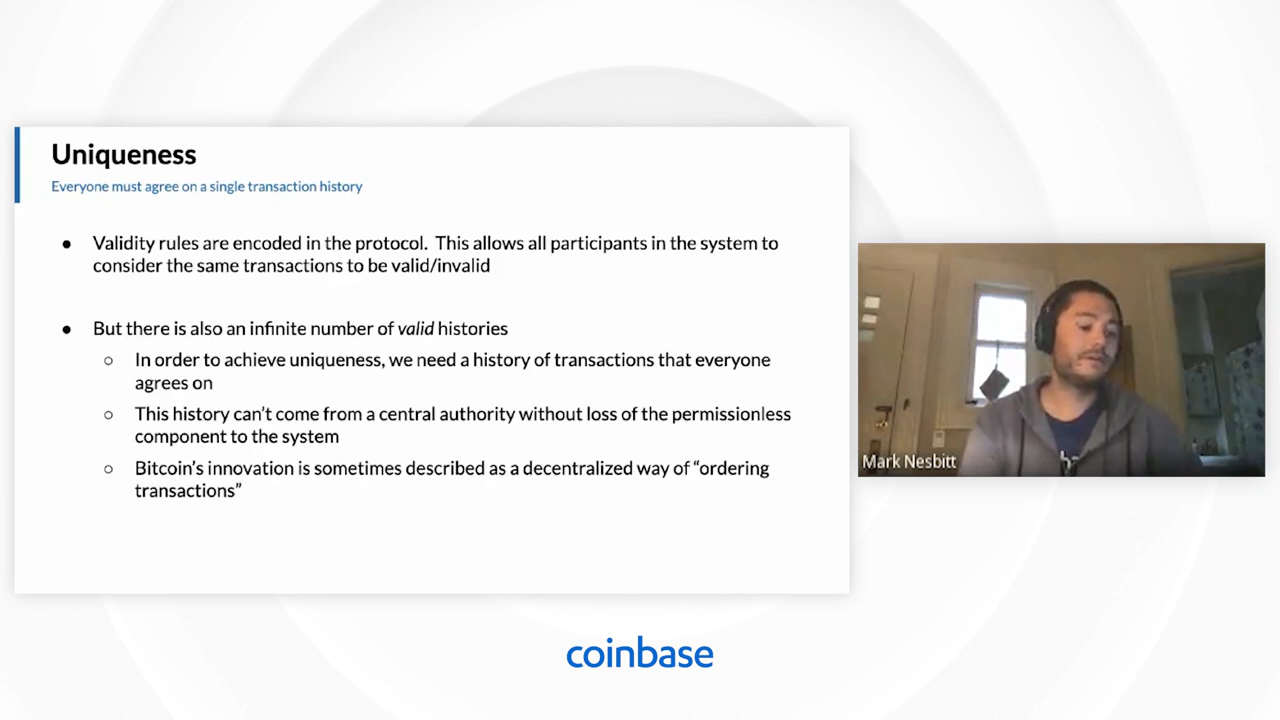 Uniqueness
Everyone must agree on a single transaction history
● Validity rules are encoded in the protocol. This allows all participants in the system to
consider the same transactions to be valid/invalid
● But there is also an infinite number of valid histories
○ In order to achieve uniqueness, we need a history of transactions that everyone
agrees on
○ This history can’t come from a central authority without loss of the permissionless
component to the system
○ Bitcoin’s innovation is sometimes described as a decentralized way of “ordering
transactions”
Mark Nesbitt
coinbase